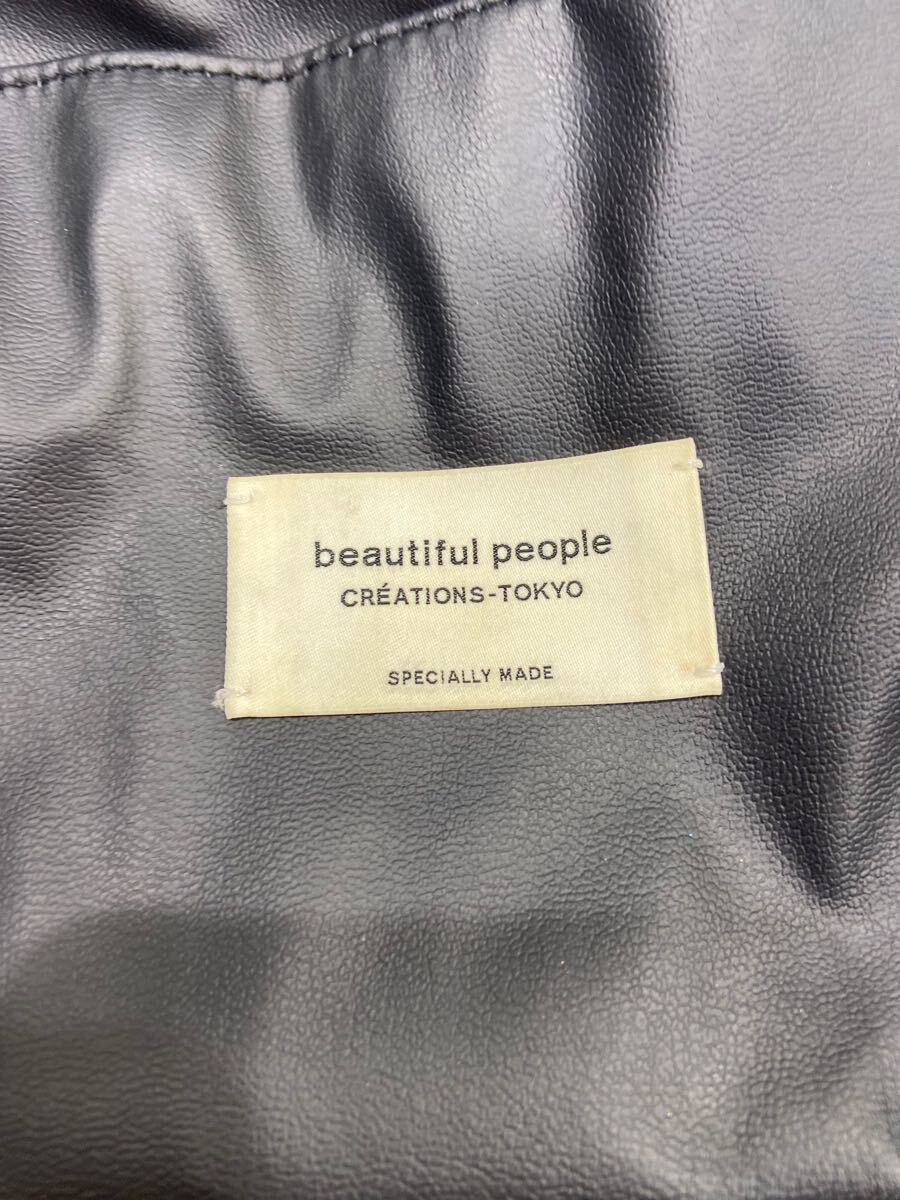 beautiful people
CRÉATIONS-TOKYO
SPECIALLY MADE